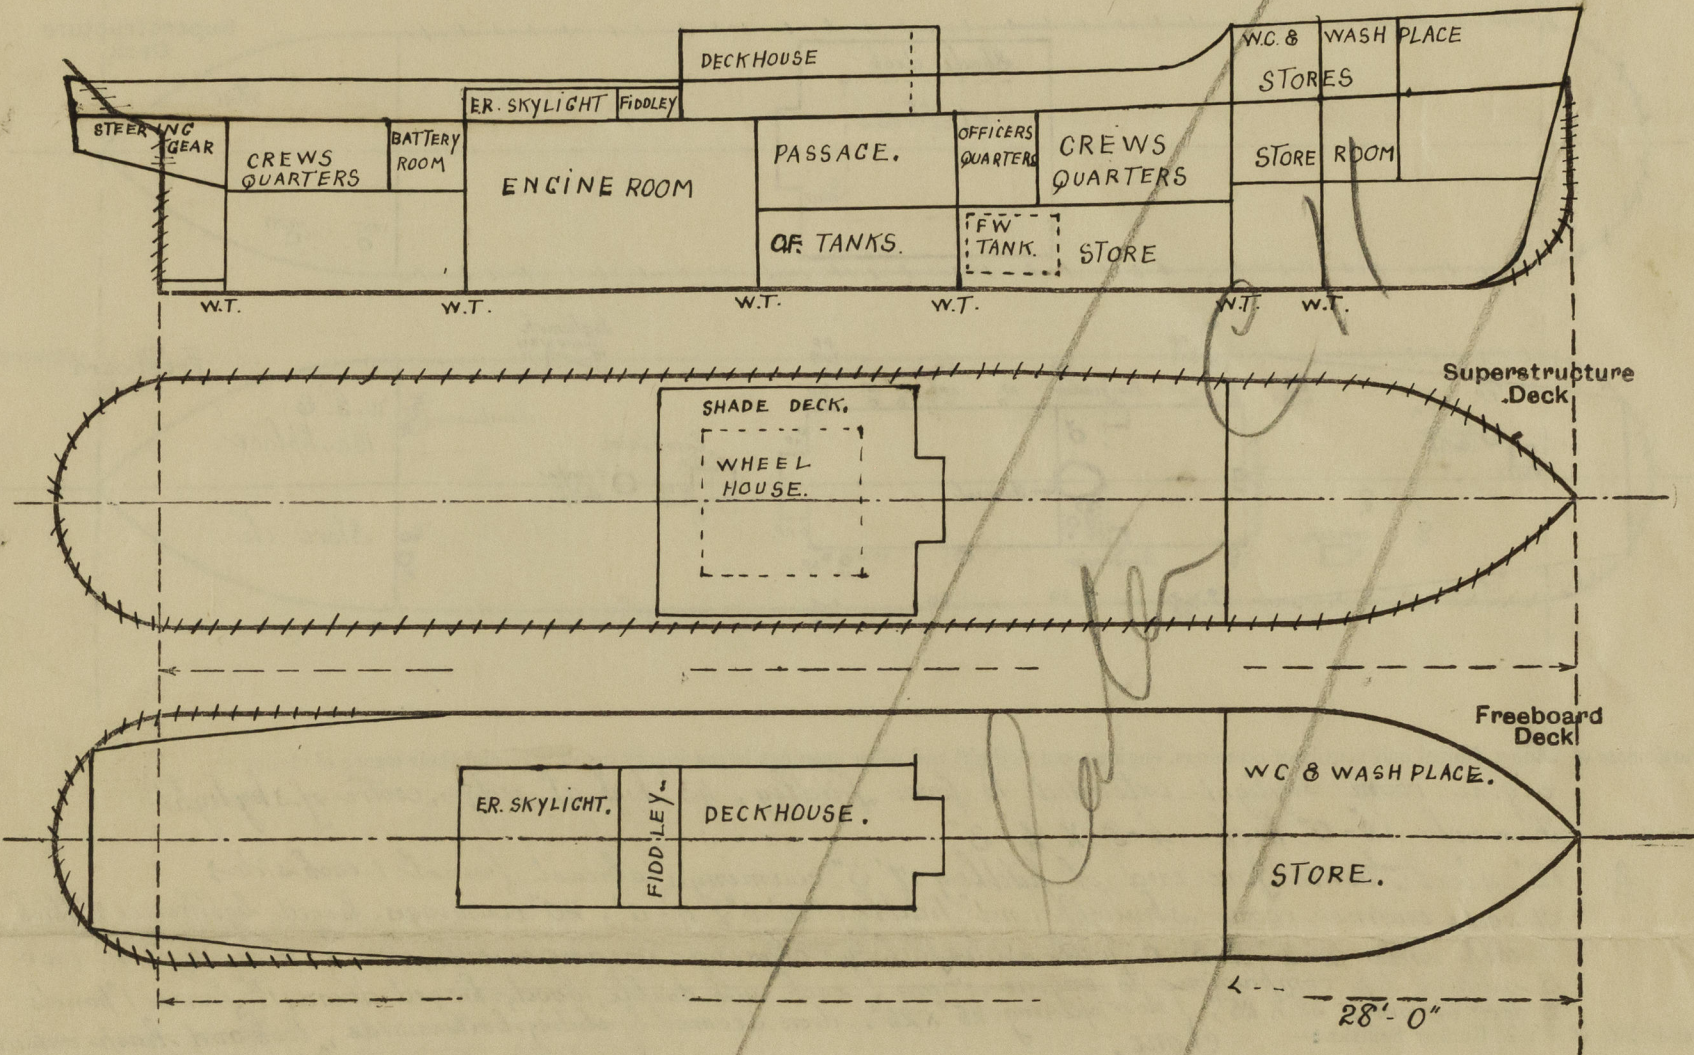 DECKHOUSE
W.C. & WASH PLACE
STORES
ER. SKYLIGHT FIDDLEY
STEERING
GEAR
CREWS
QUARTERS
BATTERY
ROOM
ENGINE ROOM
PASSAGE.
OFFICERS
QUARTERS
CREWS
QUARTERS
STORE ROOM
OF. TANKS.
FW
TANK.
STORE
W.T. W.T. W.T. W.T. W.T. W.T.
Superstructure
Deck
SHADE DECK.
WHEEL
HOUSE.
Freeboard
Deck
ER. SKYLIGHT.
FIDDLEY.
DECKHOUSE.
WC & WASH PLACE.
STORE.
28'-0"